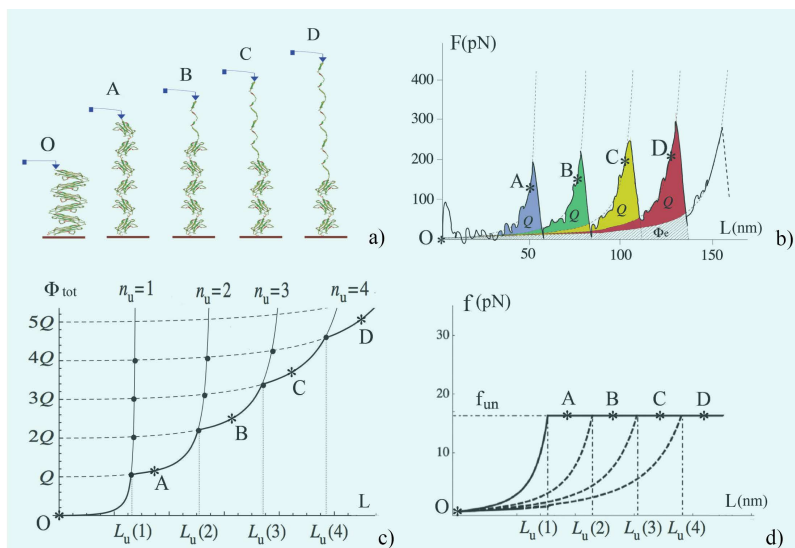 O
A
B
C
D
a)
F(pN)
400
300
200
100
0
O
A
B
C
D
Q
Q
Q
Q
Φe
50
100
150
L(nm)
b)
Φtot
nu=1
nu=2
nu=3
nu=4
5Q
4Q
3Q
2Q
Q
O
A
B
C
D
L
Lu(1)
Lu(2)
Lu(3)
Lu(4)
c)
f(pN)
30
20
10
0
fun
A
B
C
D
O
Lu(1)
Lu(2)
Lu(3)
Lu(4)
L(nm)
d)